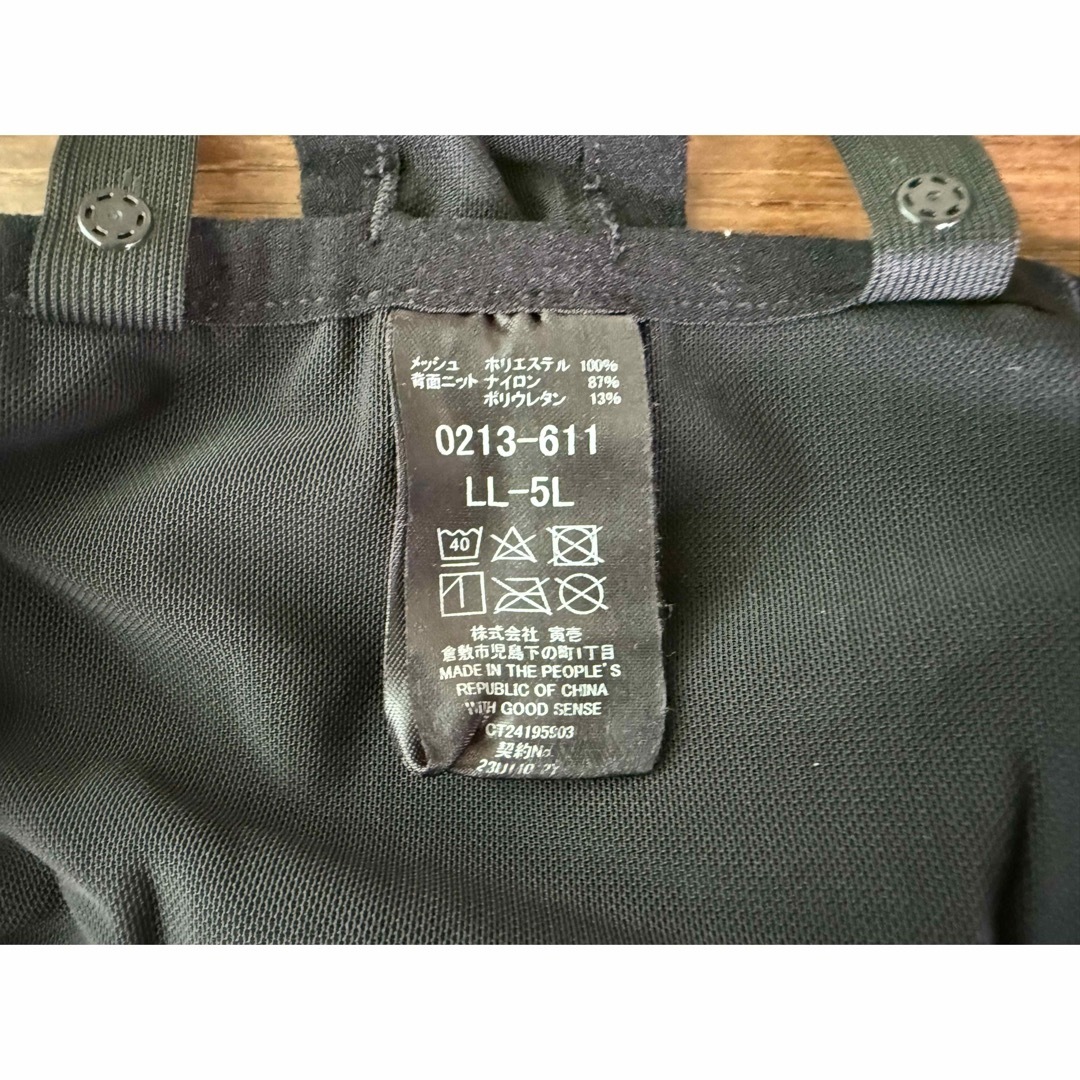 メッシュ ポリエステル 100%
背面ニット ナイロン 87%
ポリウレタン 13%
0213-611
LL-5L
40
株式会社 寅壱
倉敷市児島下の町1丁目
MADE IN THE PEOPLE'S
REPUBLIC OF CHINA
WITH GOOD SENSE
CT24195903
契約No.